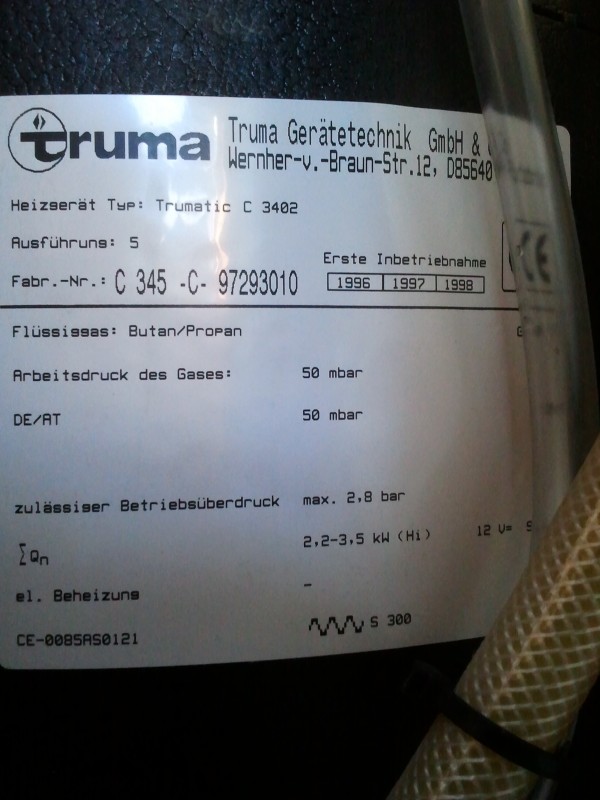 truma
Truma Gerätetechnik GmbH &
Wernher-v.-Braun-Str.12, D85640
Heizgerät Typ: Trumatic C 3402
Ausführung: 5
Erste Inbetriebnahme
Fabr.-Nr.: C 345 -C- 97293010
1996 1997 1998
CE
Flüssiggas: Butan/Propan
Arbeitsdruck des Gases: 50 mbar
DE/AT 50 mbar
zulässiger Betriebsüberdruck max. 2,8 bar
∑Qn 2,2-3,5 kW (Hi) 12 V=
el. Beheizung -
CE-0085AS0121 S 300